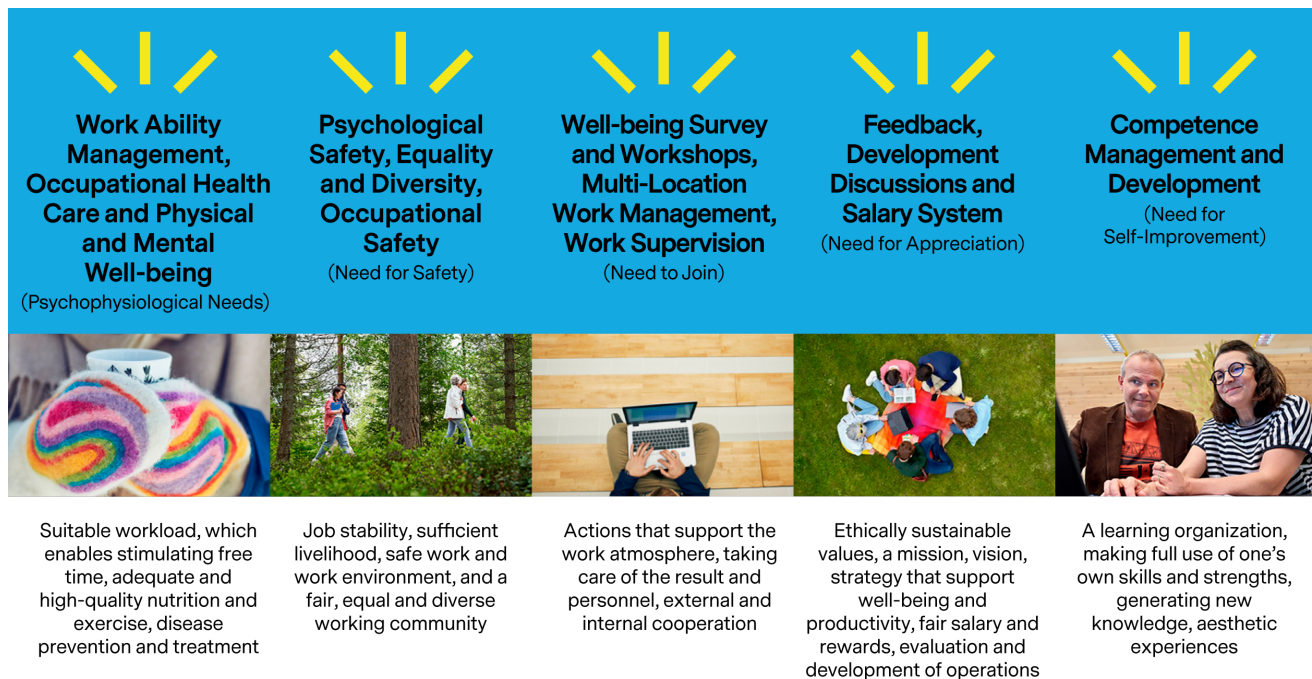 Work Ability
Management,
Occupational Health
Care and Physical
and Mental
Well-being
(Psychophysiological Needs)
Psychological
Safety, Equality
and Diversity,
Occupational
Safety
(Need for Safety)
Well-being Survey
and Workshops,
Multi-Location
Work Management,
Work Supervision
(Need to Join)
Feedback,
Development
Discussions and
Salary System
(Need for Appreciation)
Competence
Management and
Development
(Need for
Self-Improvement)
Suitable workload, which
enables stimulating free
time, adequate and
high-quality nutrition and
exercise, disease
prevention and treatment
Job stability, sufficient
livelihood, safe work and
work environment, and a
fair, equal and diverse
working community
Actions that support the
work atmosphere, taking
care of the result and
personnel, external and
internal cooperation
Ethically sustainable
values, a mission, vision,
strategy that support
well-being and
productivity, fair salary and
rewards, evaluation and
development of operations
A learning organization,
making full use of one’s
own skills and strengths,
generating new
knowledge, aesthetic
experiences